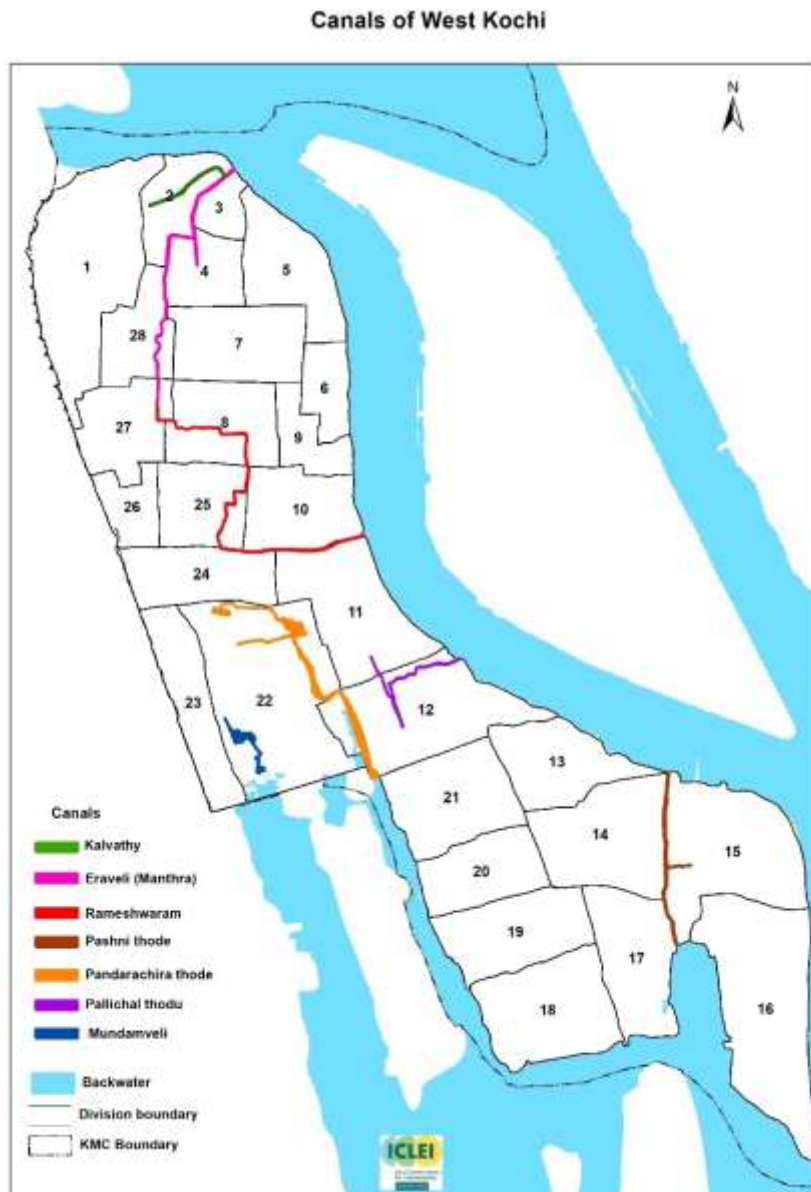 Canals of West Kochi
N
2
3
1
4
5
28
7
6
27
8
9
26
25
10
24
11
23
22
12
13
21
14
15
20
19
17
18
16
Canals
Kalvathy
Eraveli (Manthra)
Rameshwaram
Pashni thode
Pandarachira thode
Pallichal thodu
Mundamveli
Backwater
Division boundary
KMC Boundary
ICLEI